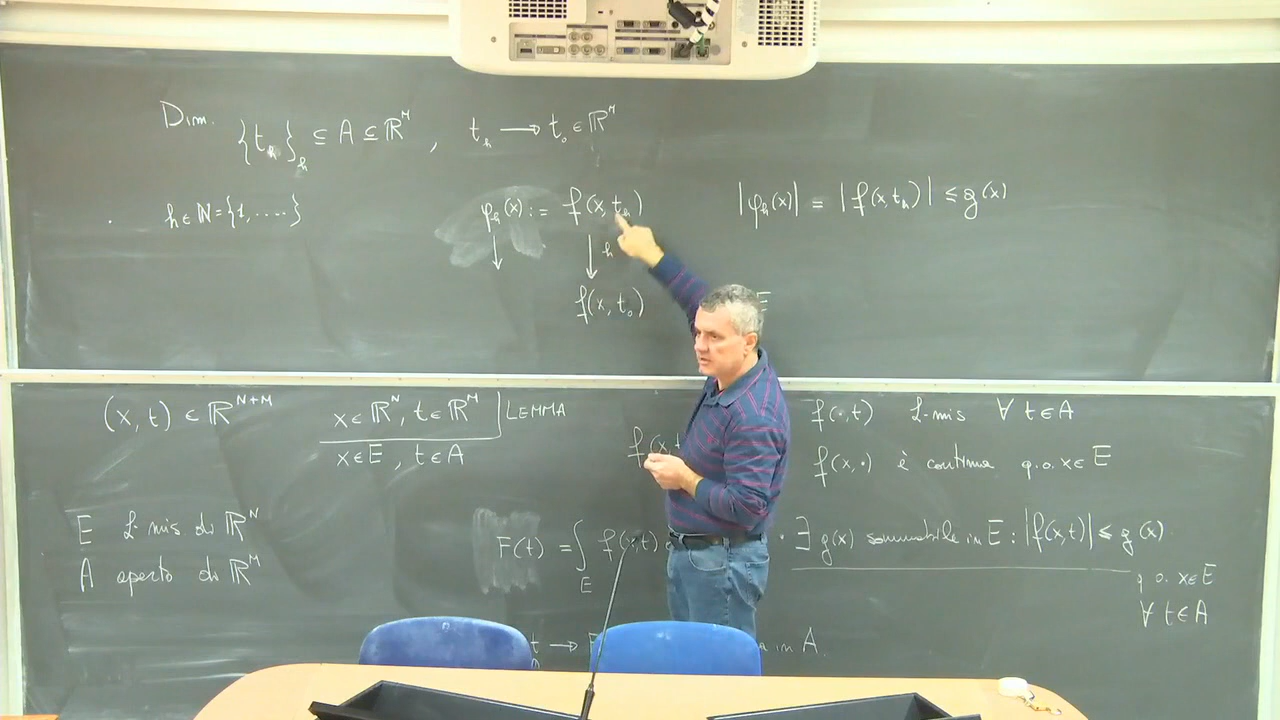 Dim. {t_h}_h ⊆ A ⊆ ℝ^M , t_h → t_0 ∈ ℝ^M
h ∈ ℕ = {1, ....}
φ_h(x) := f(x, t_h)
|φ_h(x)| = |f(x, t_h)| ≤ g(x)
↓ ↓ h
f(x, t_0)
E
(x, t) ∈ ℝ^{N+M}
x ∈ ℝ^N, t ∈ ℝ^M
LEMMA
x ∈ E , t ∈ A
f(x, t
f(·, t) L-mis ∀ t ∈ A
f(x, ·) è continua q.o. x ∈ E
E L-mis di ℝ^N
A aperto di ℝ^M
F(t) = ∫_E f(x, t)
· ∃ g(x) sommabile in E : |f(x,t)| ≤ g(x)
q.o. x ∈ E
∀ t ∈ A
t →
in A.